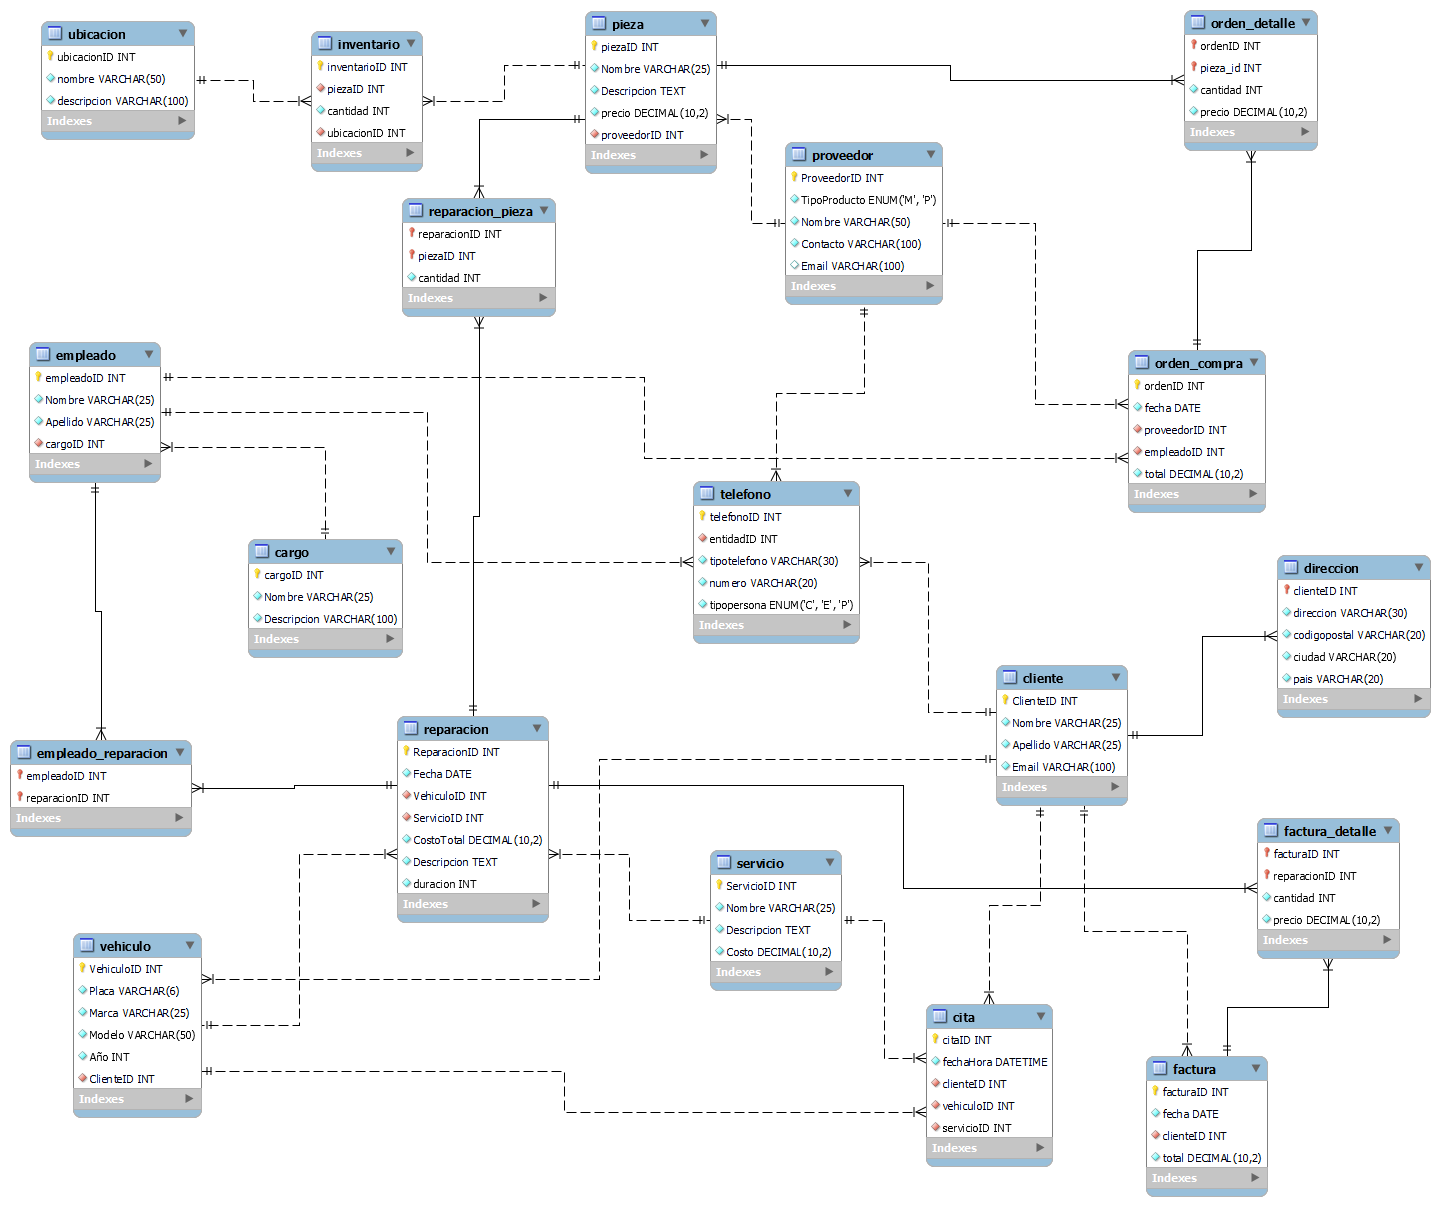 ubicacion
ubicacionID INT
nombre VARCHAR(50)
descripcion VARCHAR(100)
Indexes
inventario
inventarioID INT
piezaID INT
cantidad INT
ubicacionID INT
Indexes
pieza
piezaID INT
Nombre VARCHAR(25)
Descripcion TEXT
precio DECIMAL(10,2)
proveedorID INT
Indexes
orden_detalle
ordenID INT
pieza_id INT
cantidad INT
precio DECIMAL(10,2)
Indexes
proveedor
ProveedorID INT
TipoProducto ENUM('M', 'P')
Nombre VARCHAR(50)
Contacto VARCHAR(100)
Email VARCHAR(100)
Indexes
reparacion_pieza
reparacionID INT
piezaID INT
cantidad INT
Indexes
empleado
empleadoID INT
Nombre VARCHAR(25)
Apellido VARCHAR(25)
cargoID INT
Indexes
orden_compra
ordenID INT
fecha DATE
proveedorID INT
empleadoID INT
total DECIMAL(10,2)
Indexes
telefono
telefonoID INT
entidadID INT
tipotelefono VARCHAR(30)
numero VARCHAR(20)
tipopersona ENUM('C', 'E', 'P')
Indexes
cargo
cargoID INT
Nombre VARCHAR(25)
Descripcion VARCHAR(100)
Indexes
direccion
clienteID INT
direccion VARCHAR(30)
codigopostal VARCHAR(20)
ciudad VARCHAR(20)
pais VARCHAR(20)
Indexes
cliente
ClienteID INT
Nombre VARCHAR(25)
Apellido VARCHAR(25)
Email VARCHAR(100)
Indexes
reparacion
ReparacionID INT
Fecha DATE
VehiculoID INT
ServicioID INT
CostoTotal DECIMAL(10,2)
Descripcion TEXT
duracion INT
Indexes
empleado_reparacion
empleadoID INT
reparacionID INT
Indexes
factura_detalle
facturaID INT
reparacionID INT
cantidad INT
precio DECIMAL(10,2)
Indexes
servicio
ServicioID INT
Nombre VARCHAR(25)
Descripcion TEXT
Costo DECIMAL(10,2)
Indexes
vehiculo
VehiculoID INT
Placa VARCHAR(6)
Marca VARCHAR(25)
Modelo VARCHAR(50)
Año INT
ClienteID INT
Indexes
cita
citaID INT
fechaHora DATETIME
clienteID INT
vehiculoID INT
servicioID INT
Indexes
factura
facturaID INT
fecha DATE
clienteID INT
total DECIMAL(10,2)
Indexes